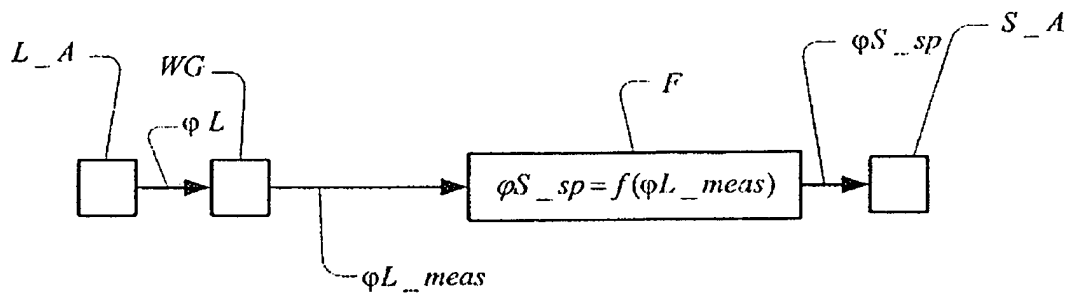 L_A
WG
φL
F
φS_sp
S_A
φS_sp=f(φL_meas)
φL_meas